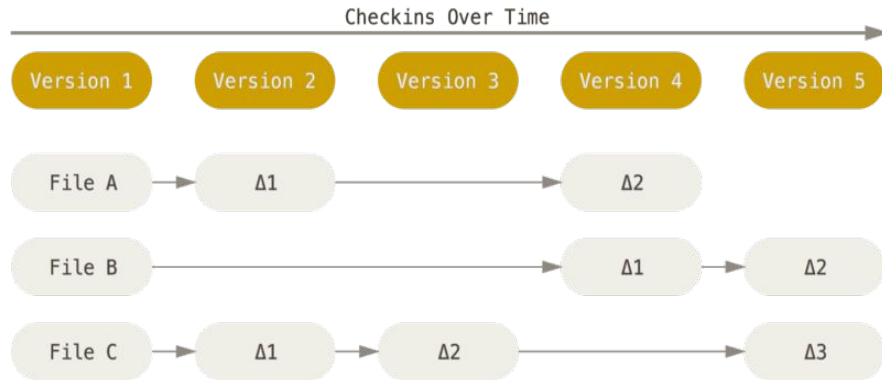 Checkins Over Time
Version 1 Version 2 Version 3 Version 4 Version 5
File A Δ1 Δ2
File B Δ1 Δ2
File C Δ1 Δ2 Δ3